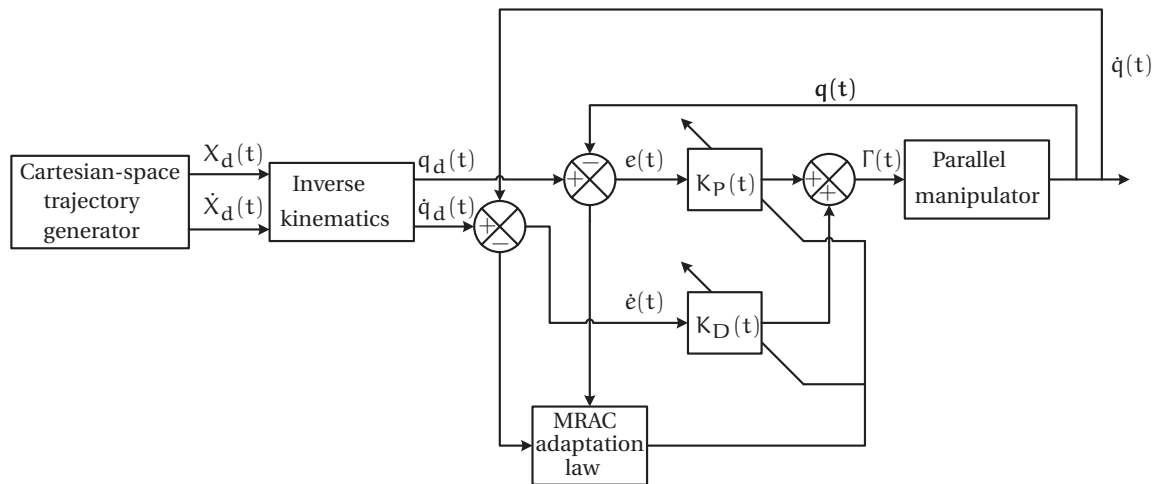 q̇(t)
q(t)
Cartesian-space
trajectory
generator
X_d(t)
Ẋ_d(t)
Inverse
kinematics
q_d(t)
q̇_d(t)
+
−
+
−
e(t)
ė(t)
K_P(t)
K_D(t)
+
+
Γ(t)
Parallel
manipulator
MRAC
adaptation
law